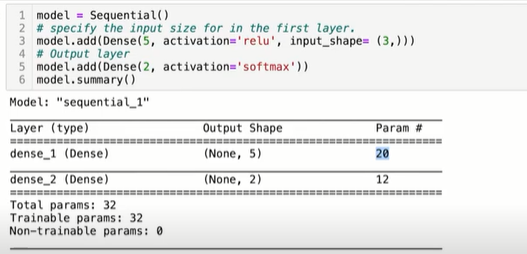 1 model = Sequential()
2 # specify the input size for in the first layer.
3 model.add(Dense(5, activation='relu', input_shape= (3,)))
4 # Output layer
5 model.add(Dense(2, activation='softmax'))
6 model.summary()
Model: "sequential_1"
Layer (type) Output Shape Param #
dense_1 (Dense) (None, 5) 20
dense_2 (Dense) (None, 2) 12
Total params: 32
Trainable params: 32
Non-trainable params: 0